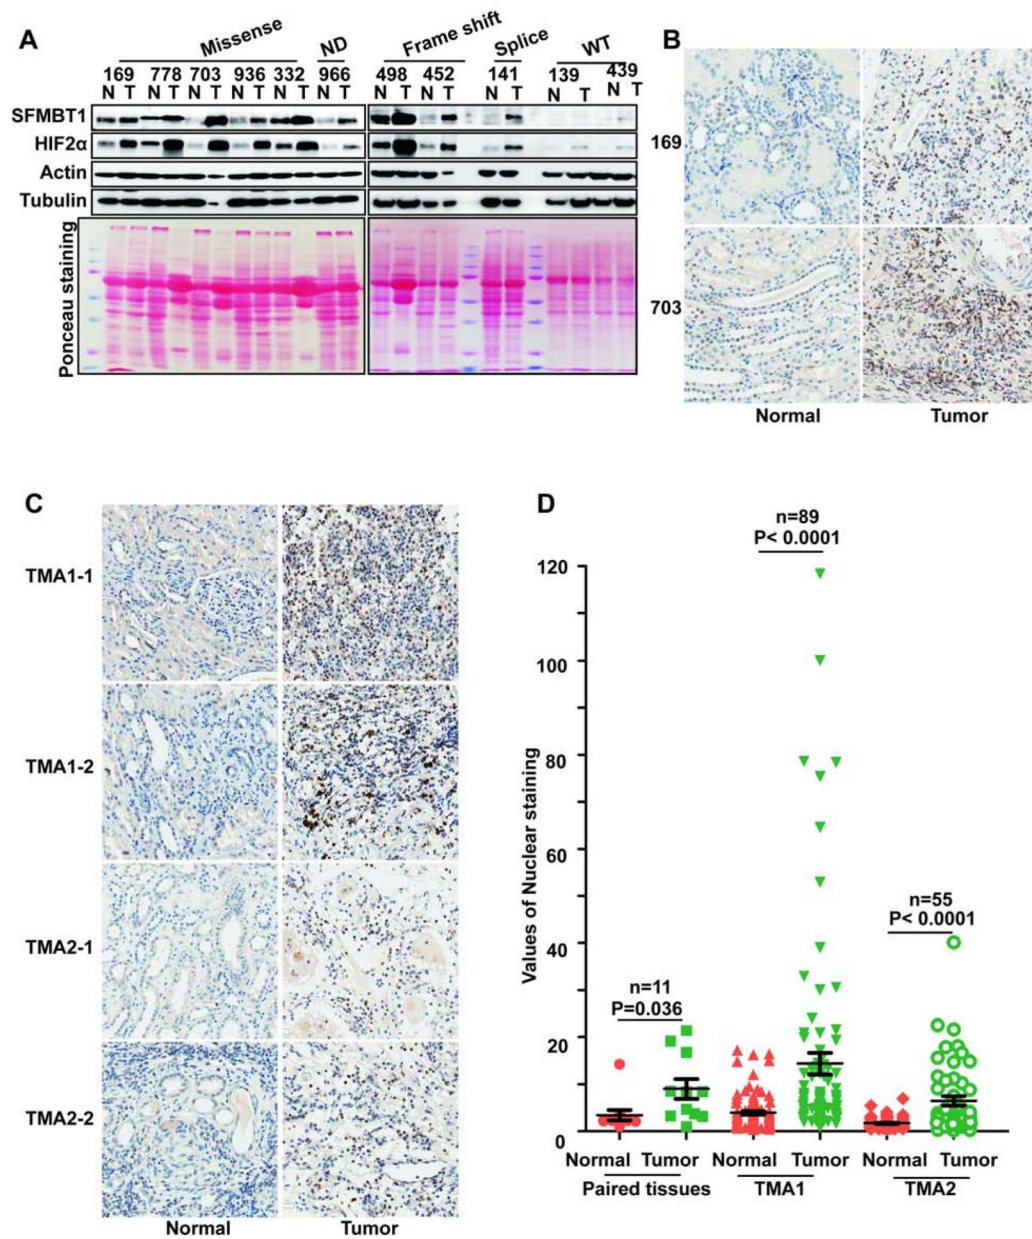 A
Missense
ND
Frame shift
Splice
WT
169 778 703 936 332 966 498 452 141 139 439
N T N T N T N T N T N T N T N T N T N T N T
SFMBT1
HIF2α
Actin
Tubulin
Ponceau staining
B
169
703
Normal Tumor
C
TMA1-1
TMA1-2
TMA2-1
TMA2-2
Normal Tumor
D
n=89
P< 0.0001
n=55
P< 0.0001
n=11
P=0.036
Values of Nuclear staining
120
100
80
60
40
20
0
Normal Tumor Normal Tumor Normal Tumor
Paired tissues TMA1 TMA2